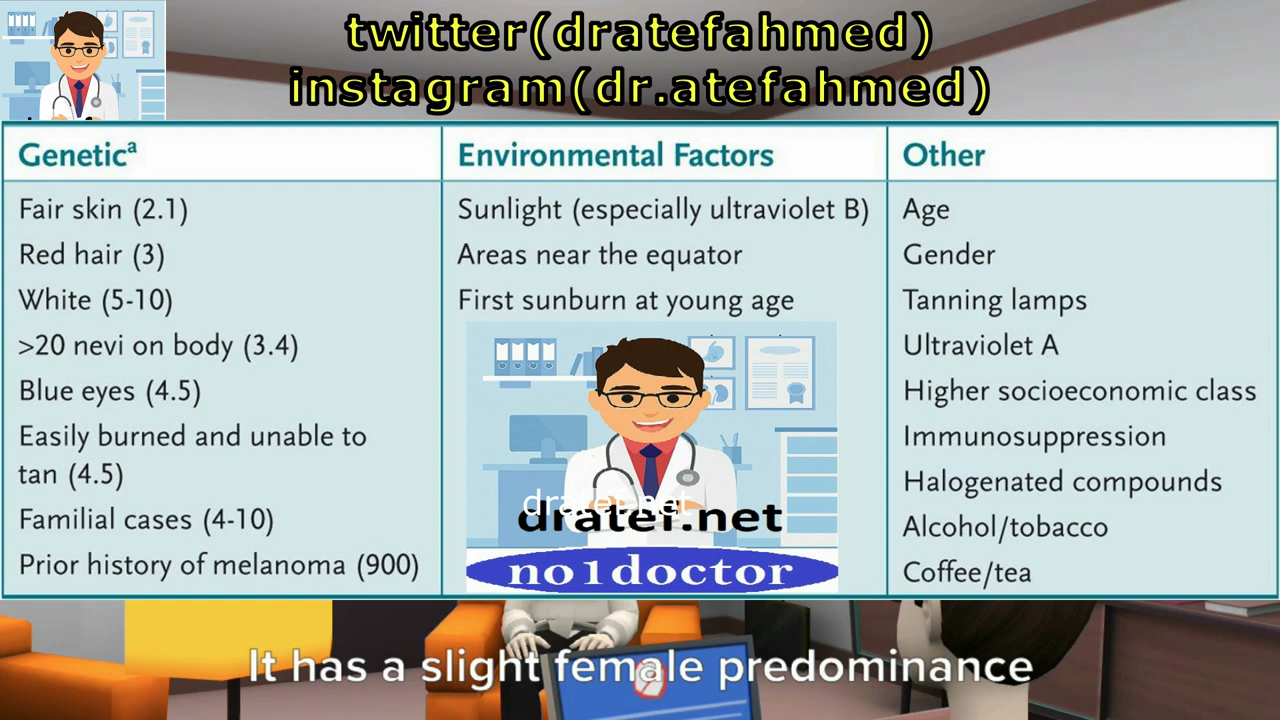 twitter(dratefahmed)
instagram(dr.atefahmed)
Geneticᵃ
Fair skin (2.1)
Red hair (3)
White (5-10)
>20 nevi on body (3.4)
Blue eyes (4.5)
Easily burned and unable to
tan (4.5)
Familial cases (4-10)
Prior history of melanoma (900)
Environmental Factors
Sunlight (especially ultraviolet B)
Areas near the equator
First sunburn at young age
dratef.net
dratef.net
no1doctor
Other
Age
Gender
Tanning lamps
Ultraviolet A
Higher socioeconomic class
Immunosuppression
Halogenated compounds
Alcohol/tobacco
Coffee/tea
It has a slight female predominance